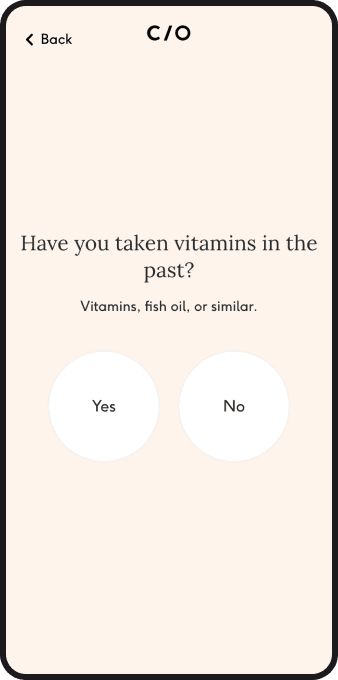 Back
C/O
Have you taken vitamins in the
past?
Vitamins, fish oil, or similar.
Yes
No